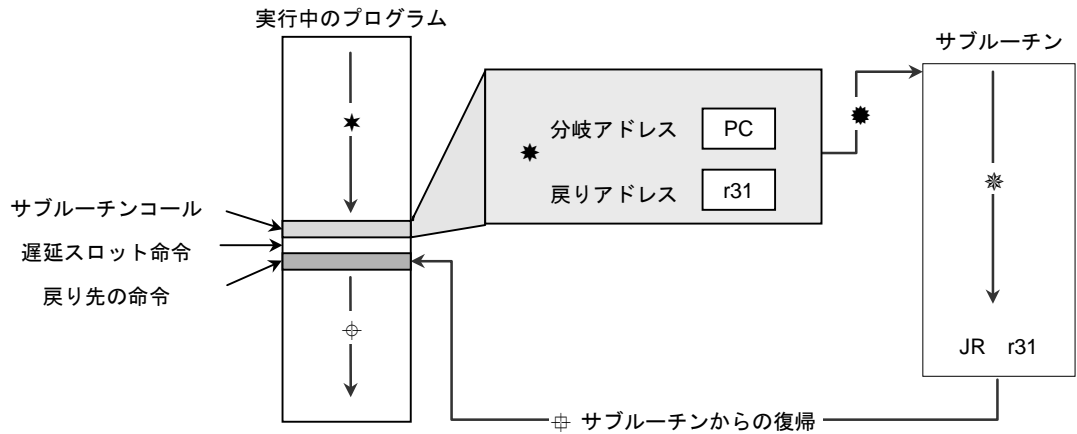 実行中のプログラム
サブルーチン
分岐アドレス PC
戻りアドレス r31
サブルーチンコール
遅延スロット命令
戻り先の命令
JR r31
サブルーチンからの復帰